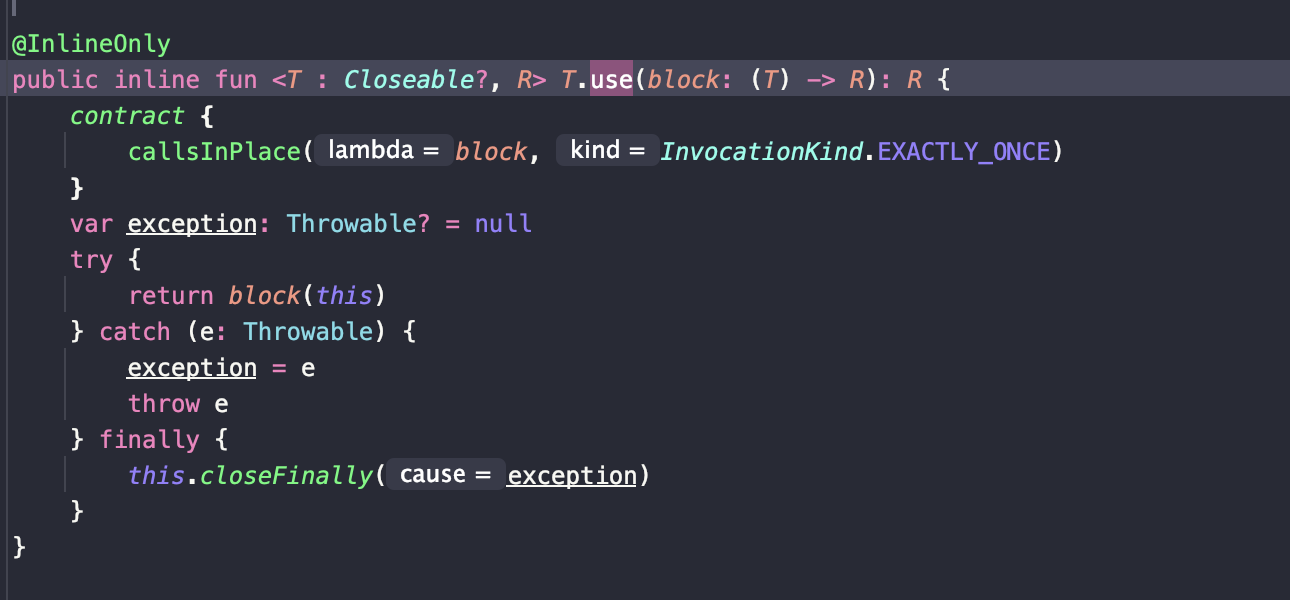 @InlineOnly
public inline fun <T : Closeable?, R> T.use(block: (T) -> R): R {
    contract {
        callsInPlace( lambda = block, kind = InvocationKind.EXACTLY_ONCE)
    }
    var exception: Throwable? = null
    try {
        return block(this)
    } catch (e: Throwable) {
        exception = e
        throw e
    } finally {
        this.closeFinally( cause = exception)
    }
}